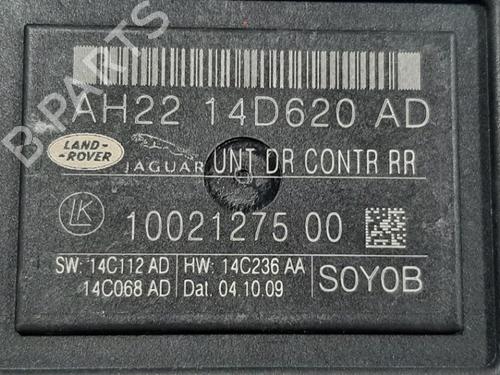 AH22 14D620 AD
LAND-
-ROVER
JAGUAR
UNT DR CONTR RR
LK
10021275 00
SW: 14C112 AD
14C068 AD
HW: 14C236 AA
Dat. 04.10.09
SOYOB
B-PARTS